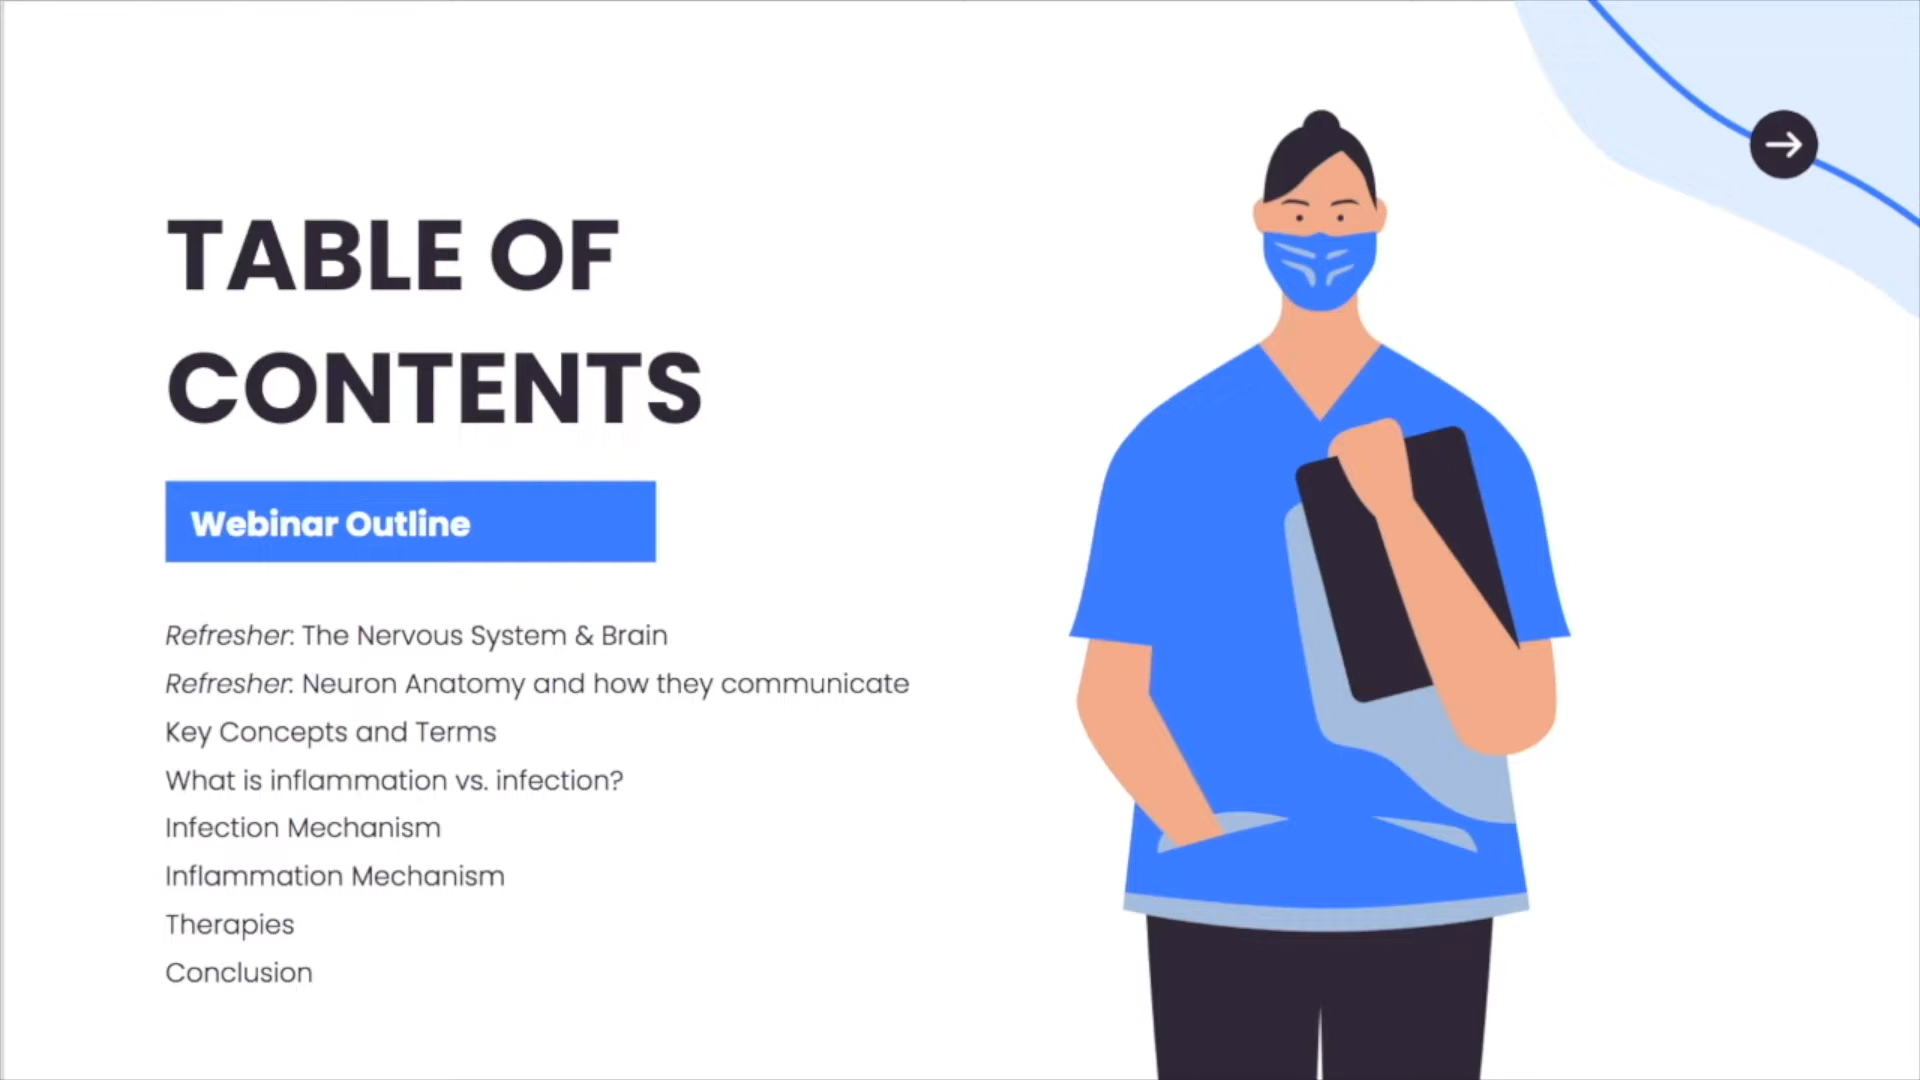 TABLE OF
CONTENTS
Webinar Outline
Refresher: The Nervous System & Brain
Refresher: Neuron Anatomy and how they communicate
Key Concepts and Terms
What is inflammation vs. infection?
Infection Mechanism
Inflammation Mechanism
Therapies
Conclusion